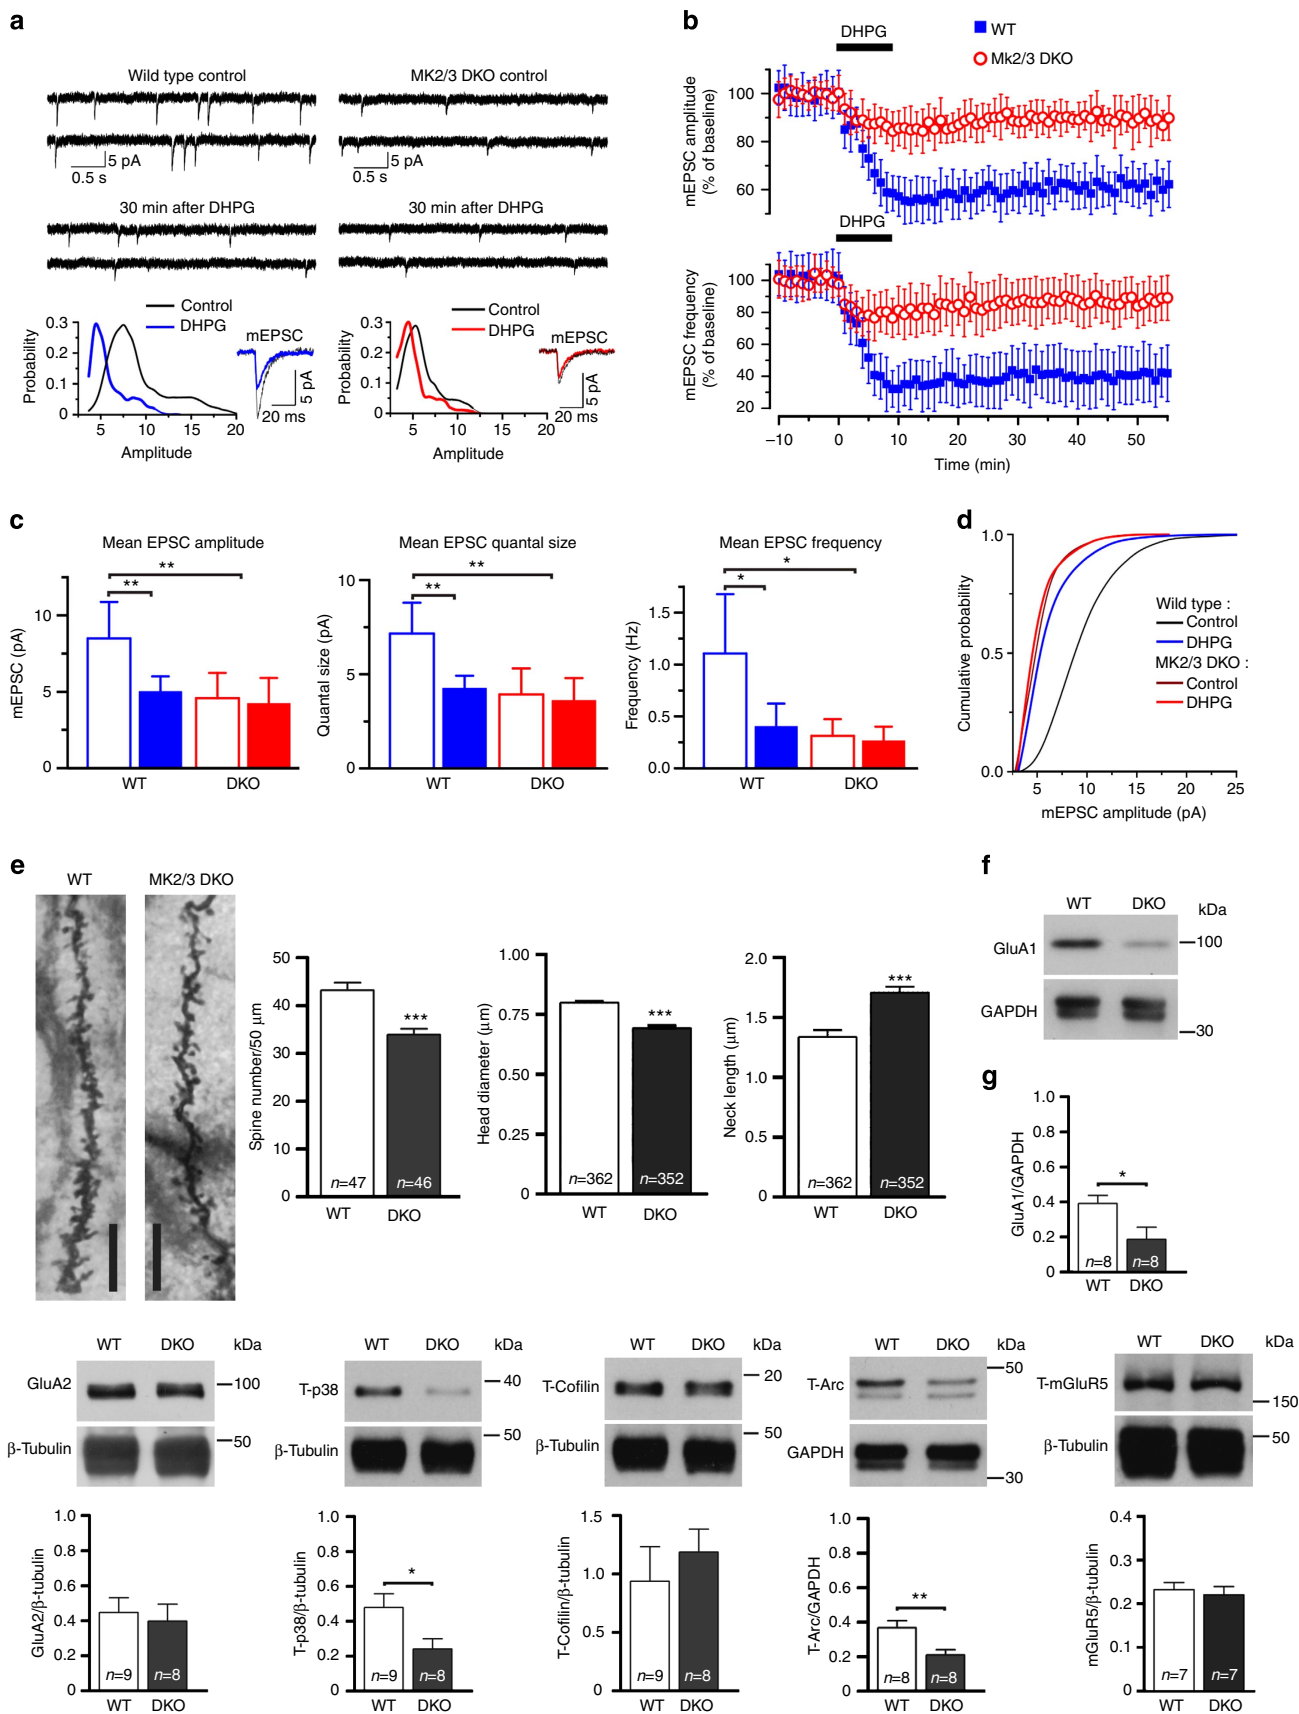 a
Wild type control
MK2/3 DKO control
5 pA
0.5 s
5 pA
0.5 s
30 min after DHPG
30 min after DHPG
Control
DHPG
mEPSC
Probability
0.3
0.2
0.1
0
5 10 15 20
Amplitude
5 pA
20 ms
Control
DHPG
mEPSC
Probability
0.3
0.2
0.1
0
5 10 15 20
Amplitude
5 pA
20 ms
b
DHPG
WT
Mk2/3 DKO
mEPSC amplitude
(% of baseline)
100
80
60
DHPG
mEPSC frequency
(% of baseline)
100
80
60
40
20
–10 0 10 20 30 40 50
Time (min)
c
Mean EPSC amplitude
**
**
mEPSC (pA)
10
5
0
WT DKO
Mean EPSC quantal size
**
**
Quantal size (pA)
10
5
0
WT DKO
Mean EPSC frequency
*
*
Frequency (Hz)
1.5
1.0
0.5
0.0
WT DKO
d
Cumulative probability
1.0
0.5
0.0
Wild type :
Control
DHPG
MK2/3 DKO :
Control
DHPG
5 10 15 20 25
mEPSC amplitude (pA)
e
WT MK2/3 DKO
Spine number/50 µm
50
40
30
20
10
0
***
n=47 n=46
WT DKO
Head diameter (µm)
1.00
0.75
0.50
0.25
0
***
n=362 n=352
WT DKO
Neck length (µm)
2.0
1.5
1.0
0.5
0
***
n=362 n=352
WT DKO
f
WT DKO kDa
GluA1 100
GAPDH
30
g
GluA1/GAPDH
1.0
0.8
0.6
0.4
0.2
0
*
n=8 n=8
WT DKO
WT DKO kDa
GluA2 100
β-Tubulin 50
WT DKO kDa
T-p38 40
β-Tubulin 50
WT DKO kDa
T-Cofilin 20
β-Tubulin 50
WT DKO kDa
T-Arc 50
GAPDH 30
WT DKO kDa
T-mGluR5 150
β-Tubulin 50
GluA2/β-tubulin
1.0
0.8
0.6
0.4
0.2
0
n=9 n=8
WT DKO
T-p38/β-tubulin
1.0
0.8
0.6
0.4
0.2
0
*
n=9 n=8
WT DKO
T-Cofilin/β-tubulin
1.5
1.0
0.5
0
n=9 n=8
WT DKO
T-Arc/GAPDH
1.0
0.8
0.6
0.4
0.2
0
**
n=8 n=8
WT DKO
mGluR5/β-tubulin
0.4
0.3
0.2
0.1
0
n=7 n=7
WT DKO